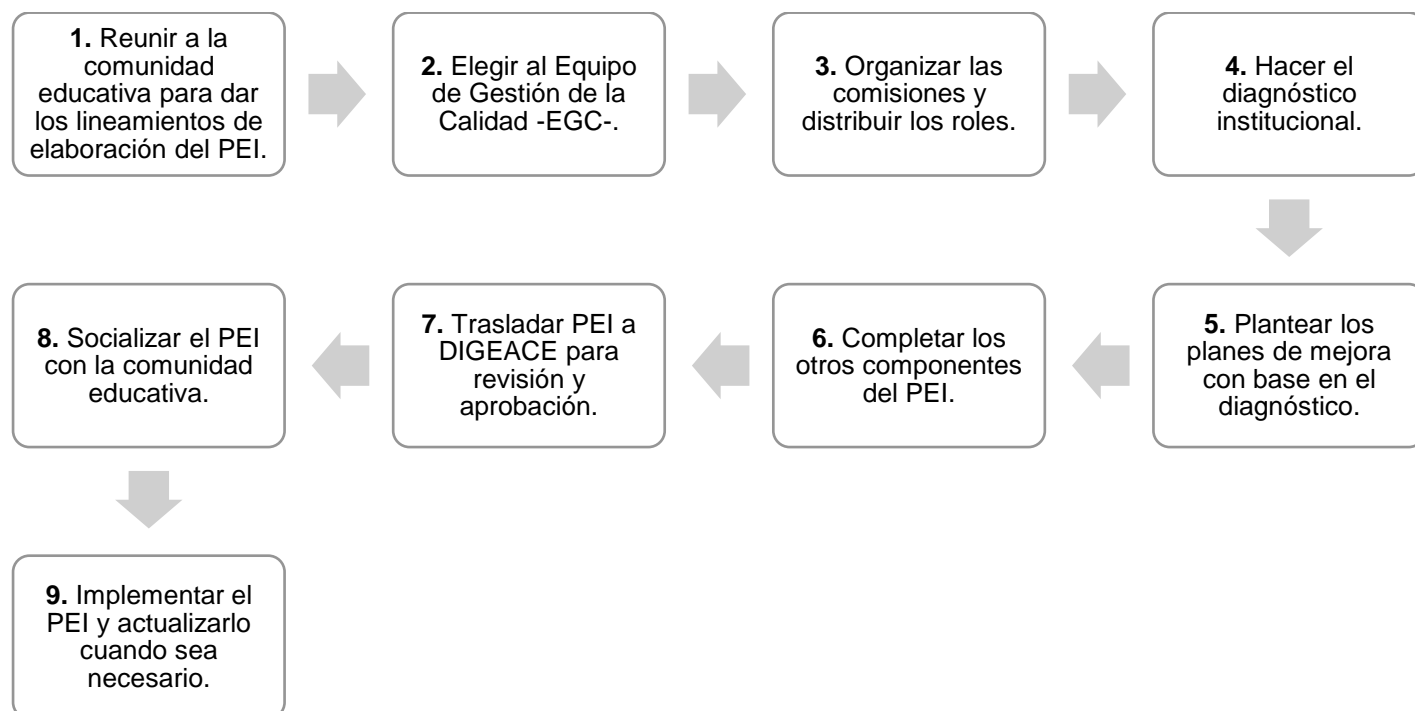 1. Reunir a la
comunidad
educativa para dar
los lineamientos de
elaboración del PEI.
2. Elegir al Equipo
de Gestión de la
Calidad -EGC-.
3. Organizar las
comisiones y
distribuir los roles.
4. Hacer el
diagnóstico
institucional.
5. Plantear los
planes de mejora
con base en el
diagnóstico.
6. Completar los
otros componentes
del PEI.
7. Trasladar PEI a
DIGEACE para
revisión y
aprobación.
8. Socializar el PEI
con la comunidad
educativa.
9. Implementar el
PEI y actualizarlo
cuando sea
necesario.